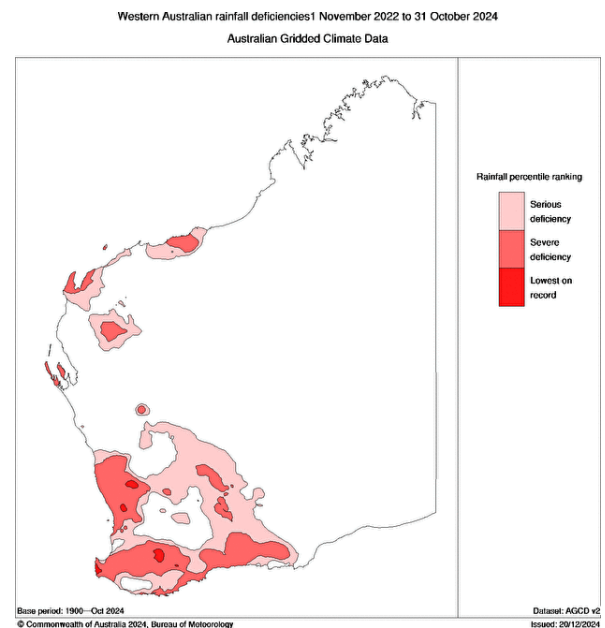 Western Australian rainfall deficiencies1 November 2022 to 31 October 2024
Australian Gridded Climate Data
Rainfall percentile ranking
Serious
deficiency
Severe
deficiency
Lowest on
record
Base period: 1900—Oct 2024
Dataset: AGCD v2
© Commonwealth of Australia 2024, Bureau of Meteorology
Issued: 20/12/2024